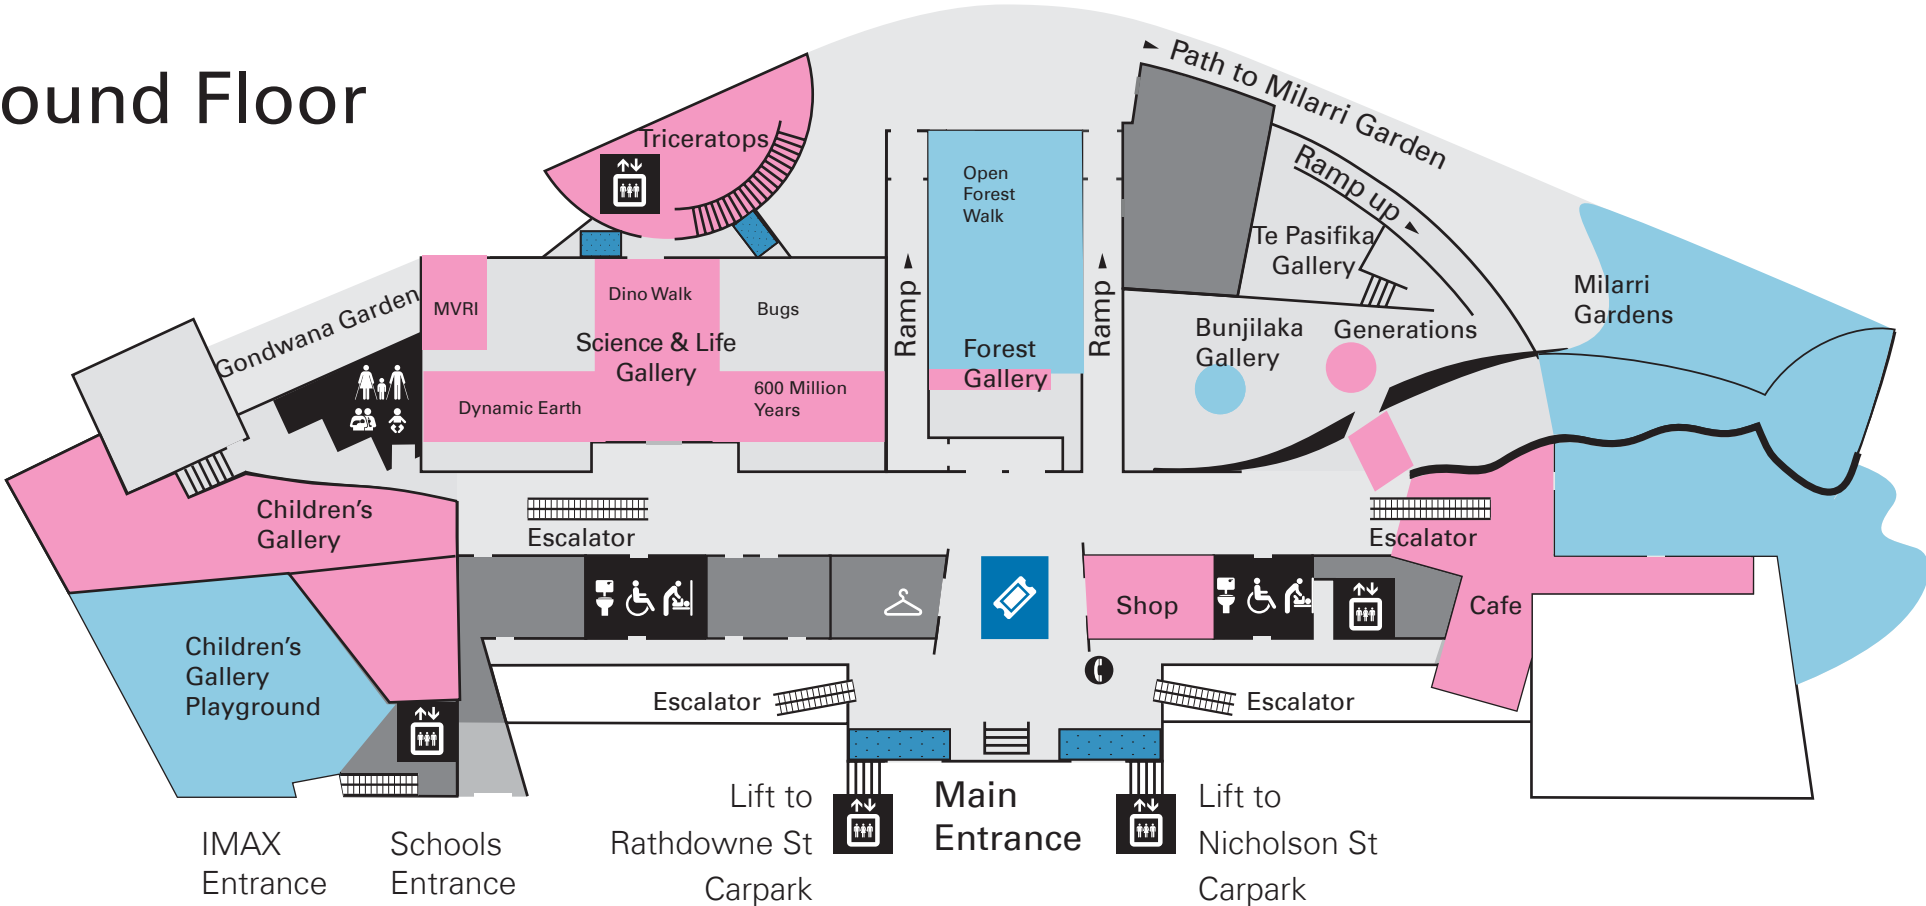 ound Floor
Path to Milarri Garden
Triceratops
Ramp up
Open
Forest
Walk
Te Pasifika
Gallery
Milarri
Gardens
Gondwana Garden
MVRI
Dino Walk
Bugs
Science & Life
Gallery
Dynamic Earth
600 Million
Years
Ramp
Forest
Gallery
Ramp
Bunjilaka
Gallery
Generations
Children's
Gallery
Escalator
Escalator
Shop
Cafe
Children's
Gallery
Playground
Escalator
Escalator
IMAX
Entrance
Schools
Entrance
Lift to
Rathdowne St
Carpark
Main
Entrance
Lift to
Nicholson St
Carpark